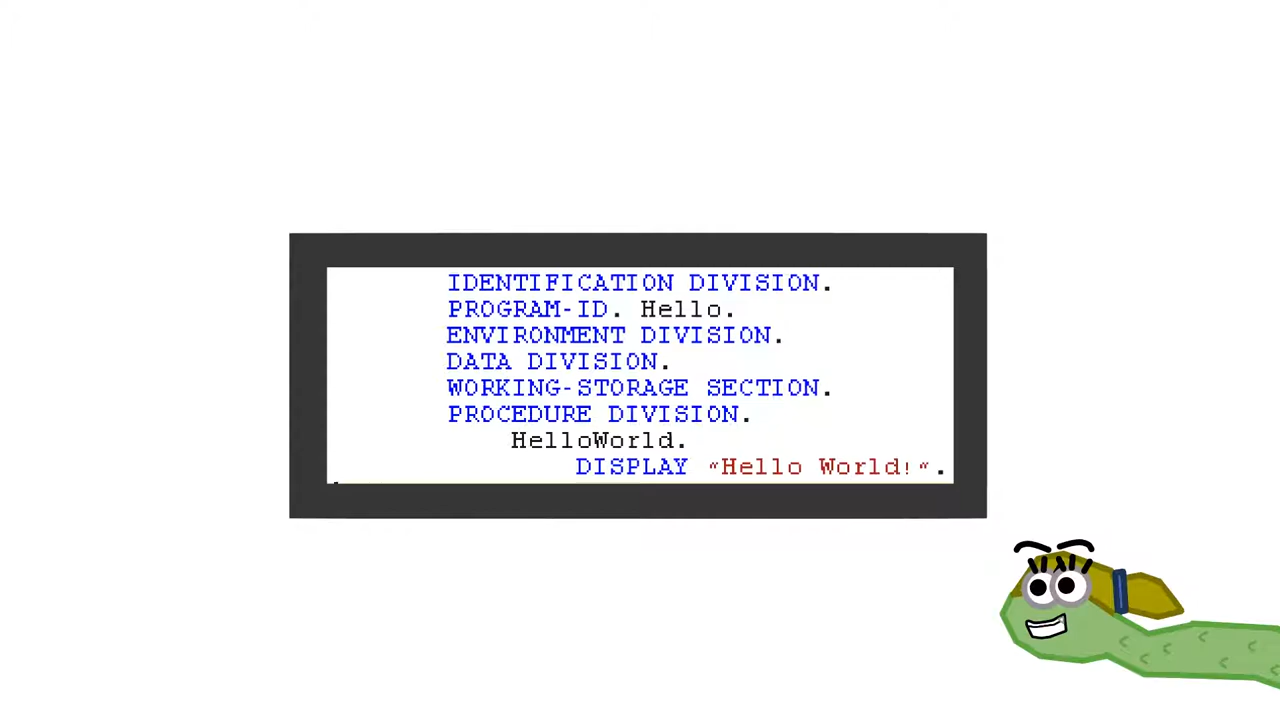 IDENTIFICATION DIVISION.
PROGRAM-ID. Hello.
ENVIRONMENT DIVISION.
DATA DIVISION.
WORKING-STORAGE SECTION.
PROCEDURE DIVISION.
HelloWorld.
DISPLAY "Hello World!".